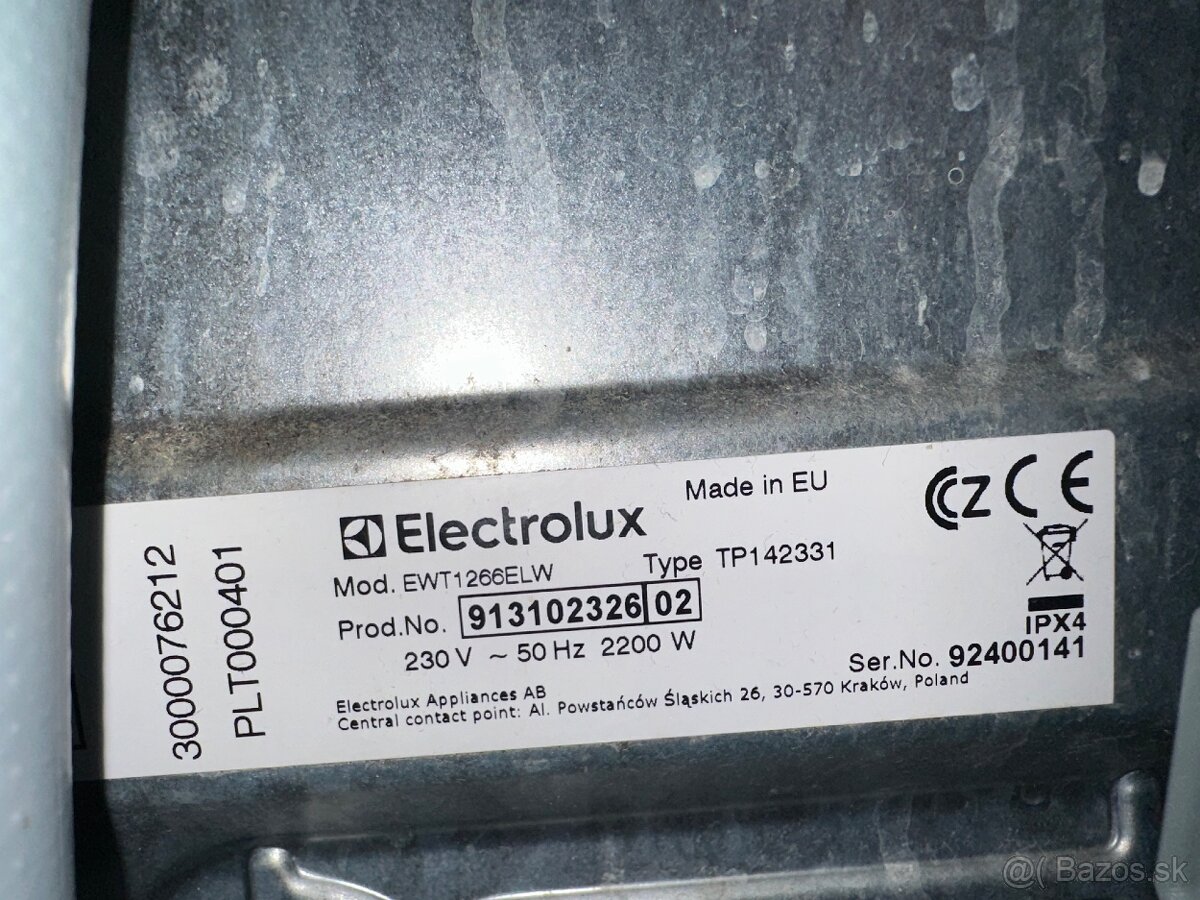 3000076212
PLT000401
Electrolux
Made in EU
Mod. EWT1266ELW
Type TP142331
Prod.No. 913102326 02
230 V ~ 50 Hz 2200 W
CZ CE
IPX4
Ser.No. 92400141
Electrolux Appliances AB
Central contact point: Al. Powstańców Śląskich 26, 30-570 Kraków, Poland
@( Bazos.sk